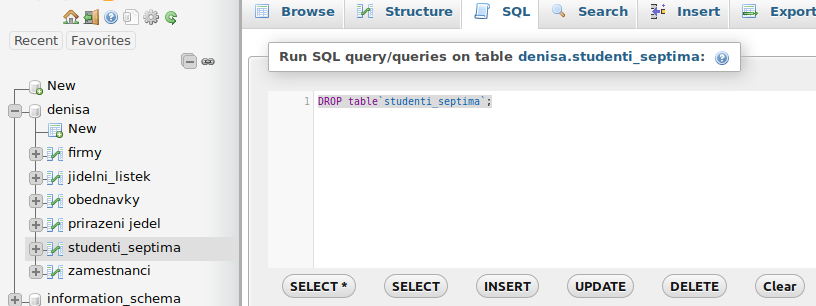 Recent Favorites
New
denisa
New
firmy
jidelni_listek
obednavky
prirazeni jedel
studenti_septima
zamestnanci
information_schema
Browse Structure SQL Search Insert Export
Run SQL query/queries on table denisa.studenti_septima:
1 DROP table`studenti_septima`;
SELECT * SELECT INSERT UPDATE DELETE Clear